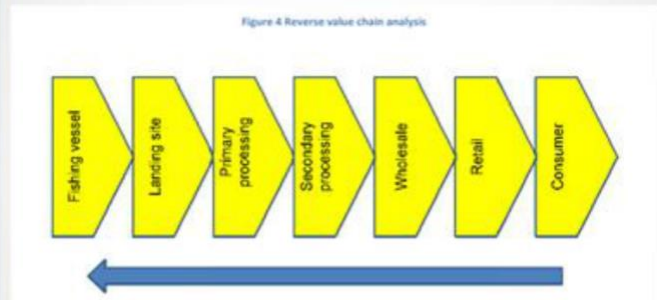 Figure 4 Reverse value chain analysis
Fishing vessel
Landing site
Primary
processing
Secondary
processing
Wholesale
Retail
Consumer